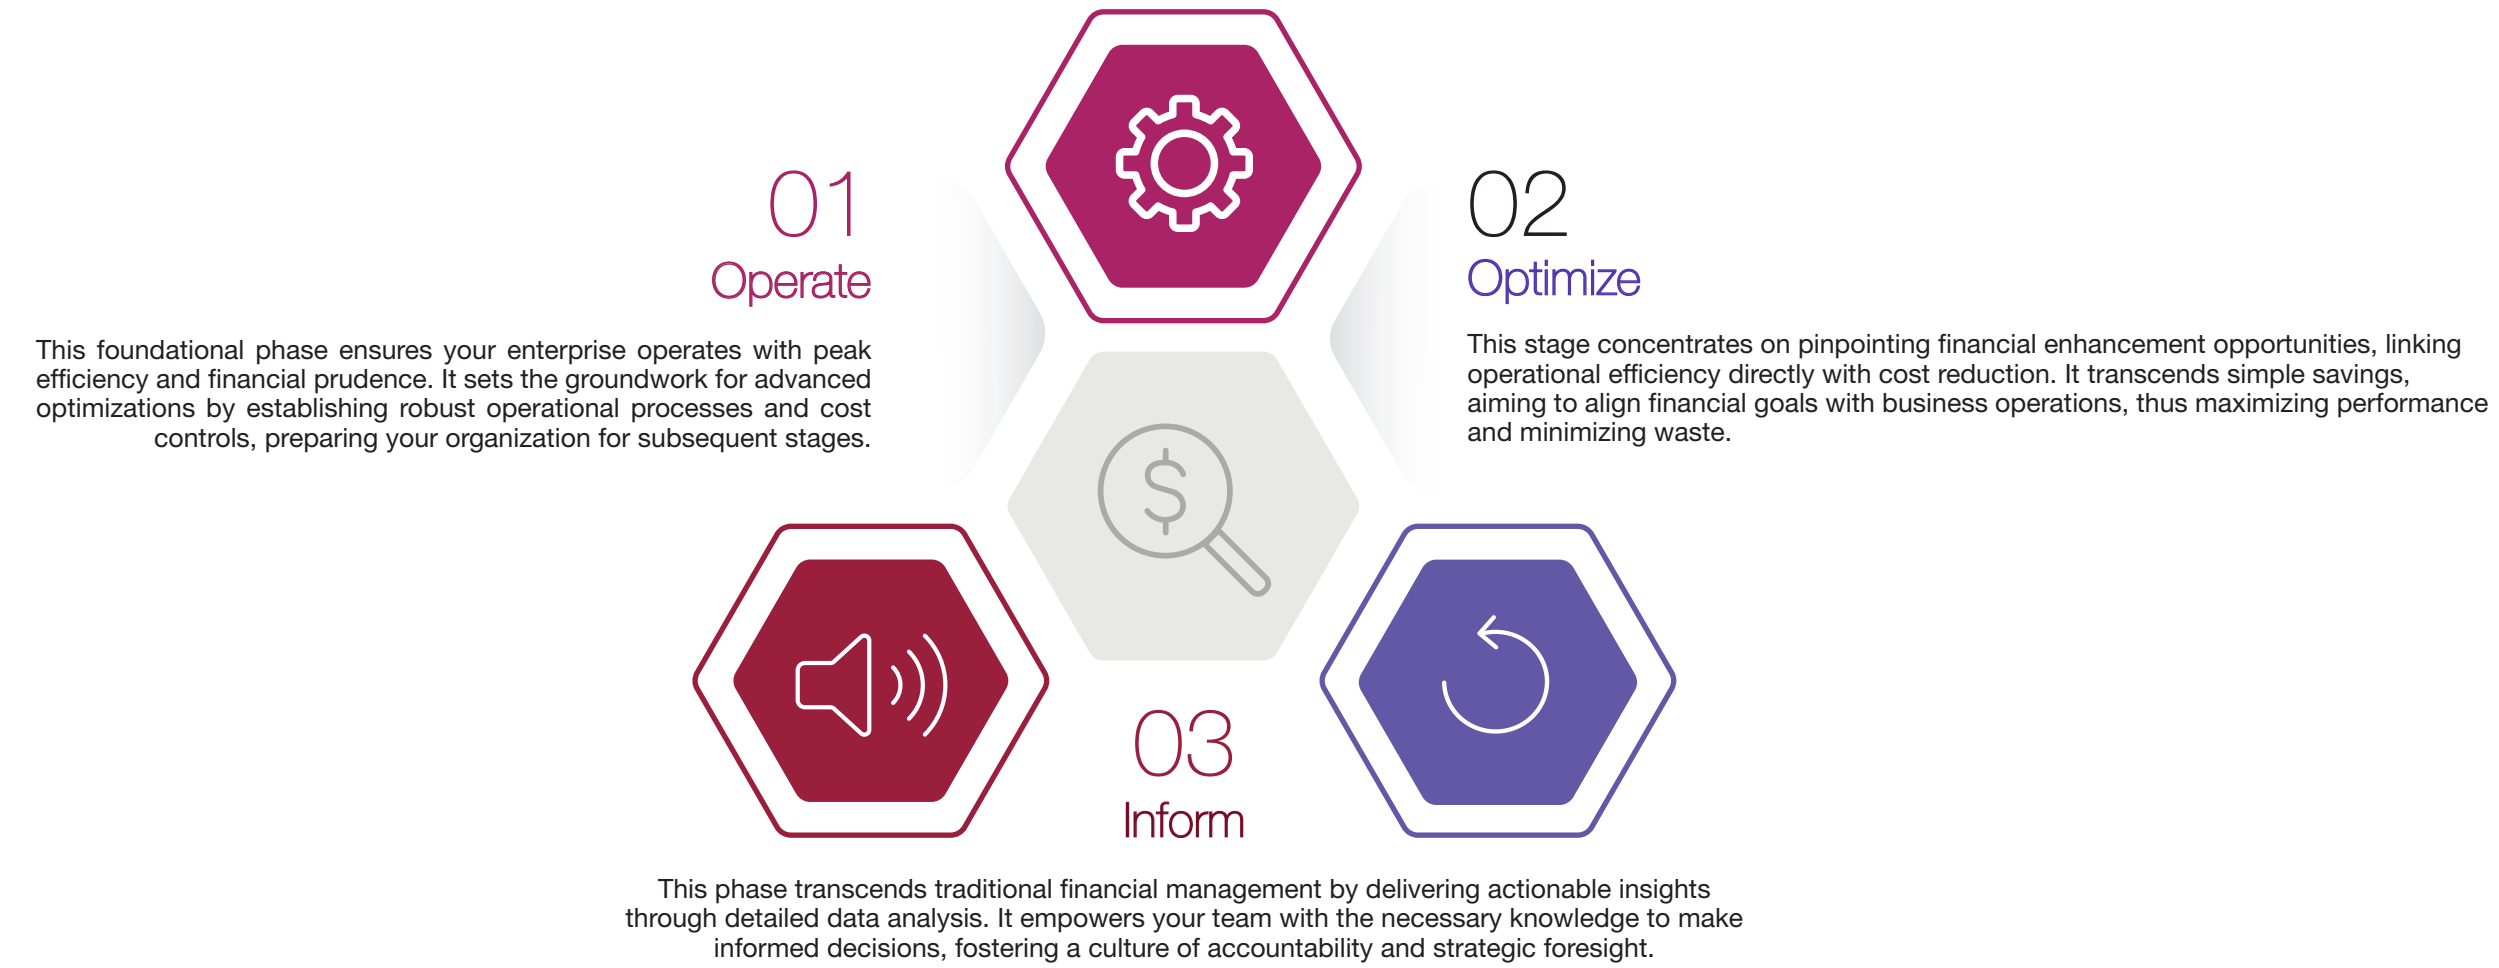 01
Operate
This foundational phase ensures your enterprise operates with peak
efficiency and financial prudence. It sets the groundwork for advanced
optimizations by establishing robust operational processes and cost
controls, preparing your organization for subsequent stages.
02
Optimize
This stage concentrates on pinpointing financial enhancement opportunities, linking
operational efficiency directly with cost reduction. It transcends simple savings,
aiming to align financial goals with business operations, thus maximizing performance
and minimizing waste.
$
03
Inform
This phase transcends traditional financial management by delivering actionable insights
through detailed data analysis. It empowers your team with the necessary knowledge to make
informed decisions, fostering a culture of accountability and strategic foresight.